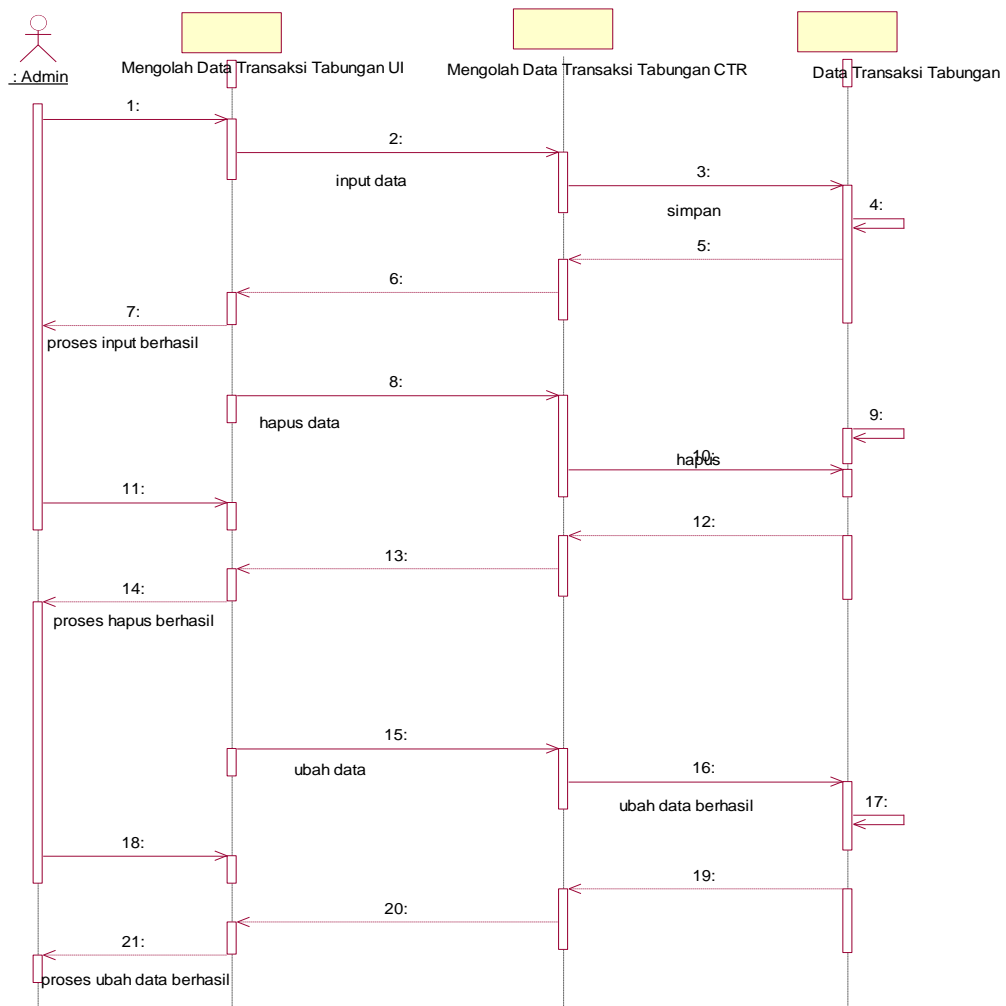 : Admin
Mengolah Data Transaksi Tabungan UI
Mengolah Data Transaksi Tabungan CTR
Data Transaksi Tabungan
1:
2:
input data
3:
simpan
4:
5:
6:
7:
proses input berhasil
8:
hapus data
9:
10:
hapus
11:
12:
13:
14:
proses hapus berhasil
15:
ubah data
16:
ubah data berhasil
17:
18:
19:
20:
21:
proses ubah data berhasil